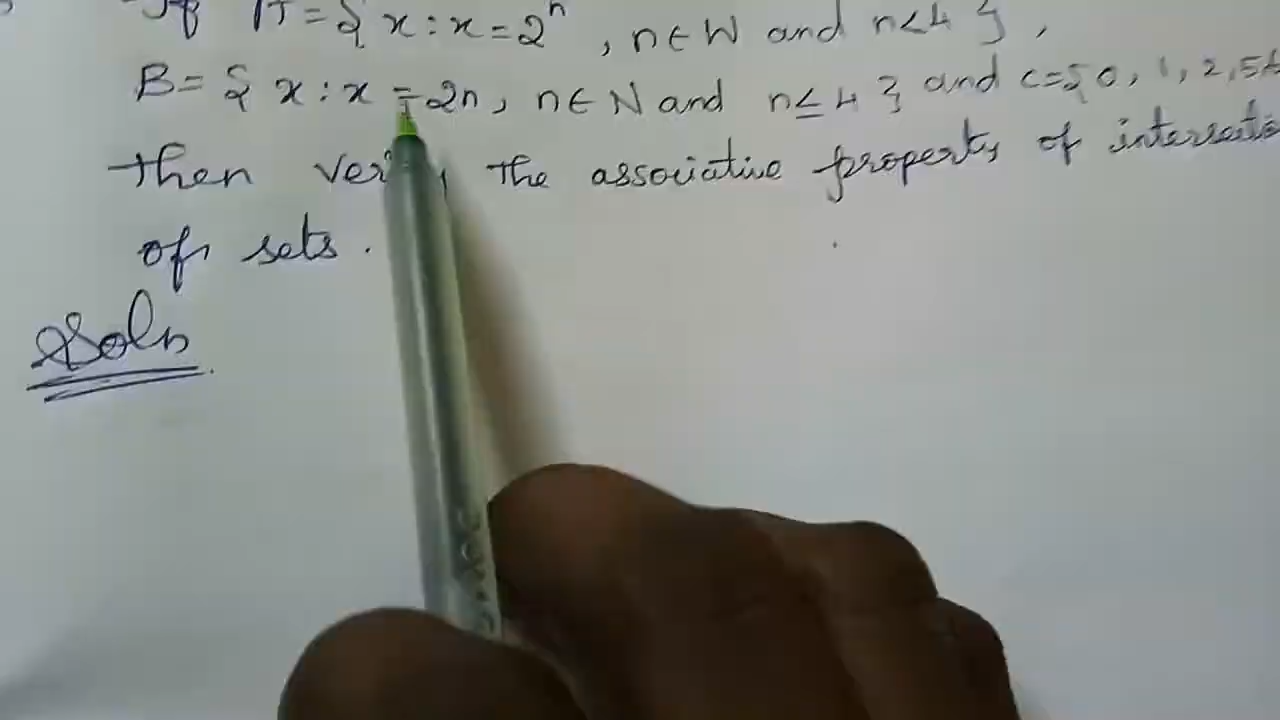 If A = { x : x = 2ⁿ , n ∈ W and n < 4 } ,
B = { x : x = 2n , n ∈ N and n ≤ 4 } and C = { 0 , 1 , 2 , 5
then the associative property of
of sets .
Soln